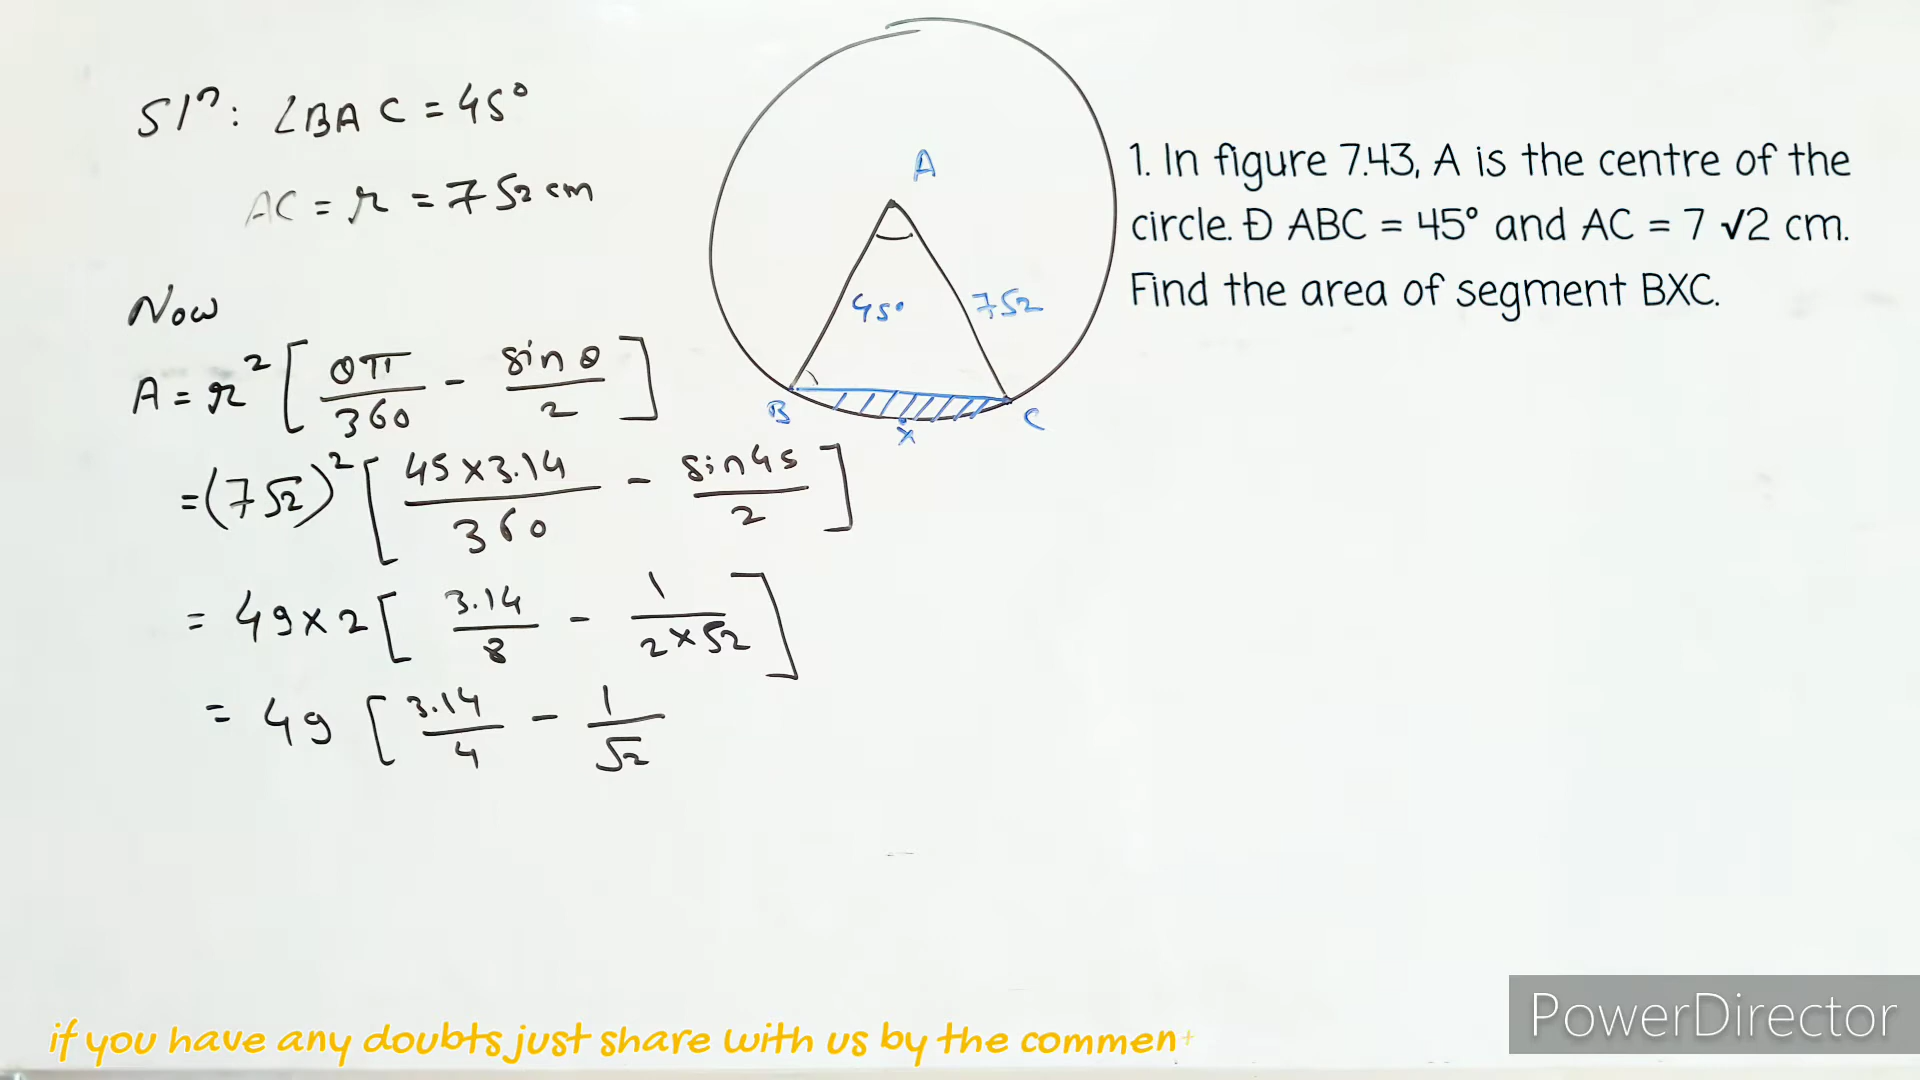 Slⁿ: ∠BAC = 45°
AC = r = 7√2 cm
Now
A = r² [ θπ/360 - sin θ/2 ]
= (7√2)² [ 45 × 3.14/360 - sin 45/2 ]
= 49 × 2 [ 3.14/8 - 1/2×√2 ]
= 49 [ 3.14/4 - 1/√2
A
45°
7√2
B
X
C
1. In figure 7.43, A is the centre of the
circle. Đ ABC = 45° and AC = 7 √2 cm.
Find the area of segment BXC.
if you have any doubts just share with us by the comment
PowerDirector